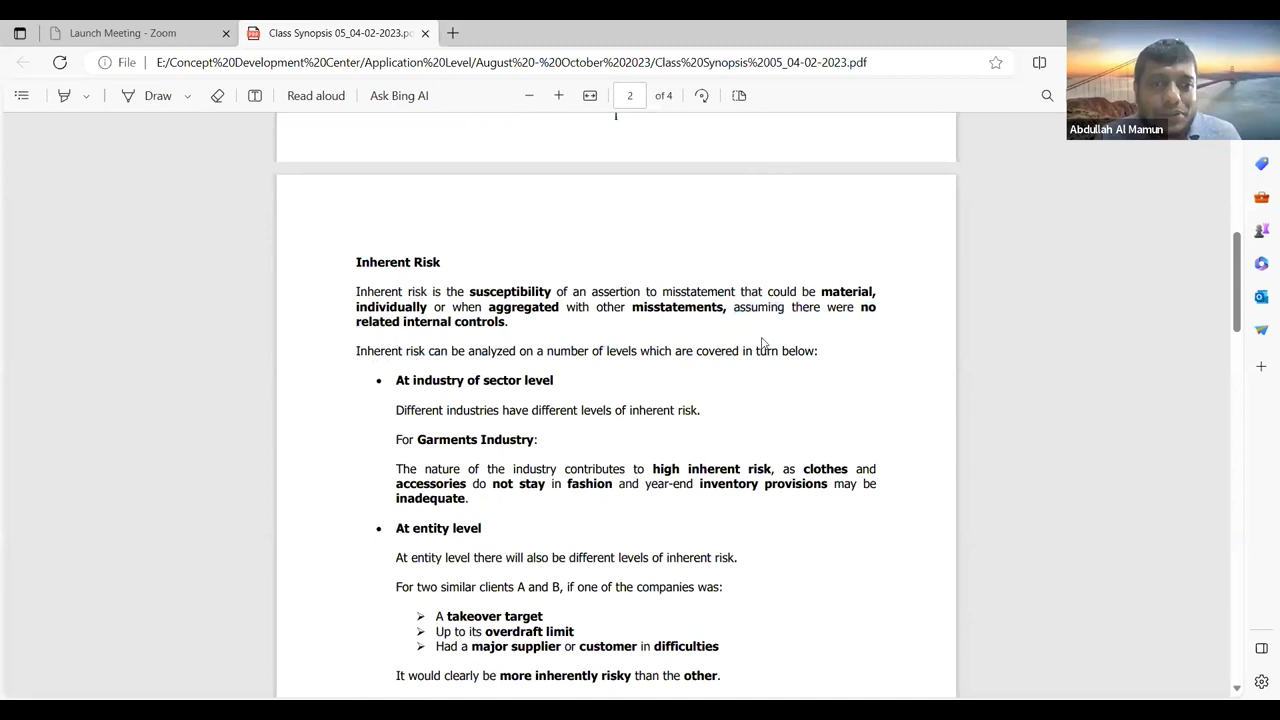 Launch Meeting - Zoom
Class Synopsis 05_04-02-2023.p
File
E:/Concept%20Development%20Center/Application%20Level/August%20-%20October%202023/Class%20Synopsis%2005_04-02-2023.pdf
Draw
Read aloud
Ask Bing AI
2
of 4
Abdullah Al Mamun
1
Inherent Risk
Inherent risk is the susceptibility of an assertion to misstatement that could be material,
individually or when aggregated with other misstatements, assuming there were no
related internal controls.
Inherent risk can be analyzed on a number of levels which are covered in turn below:
• At industry of sector level
Different industries have different levels of inherent risk.
For Garments Industry:
The nature of the industry contributes to high inherent risk, as clothes and
accessories do not stay in fashion and year-end inventory provisions may be
inadequate.
• At entity level
At entity level there will also be different levels of inherent risk.
For two similar clients A and B, if one of the companies was:
➢ A takeover target
➢ Up to its overdraft limit
➢ Had a major supplier or customer in difficulties
It would clearly be more inherently risky than the other.